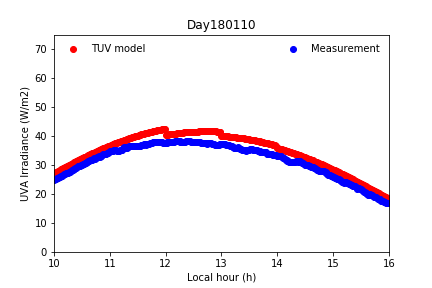 Day180110
TUV model
Measurement
UVA Irradiance (W/m2)
70
60
50
40
30
20
10
0
10 11 12 13 14 15 16
Local hour (h)